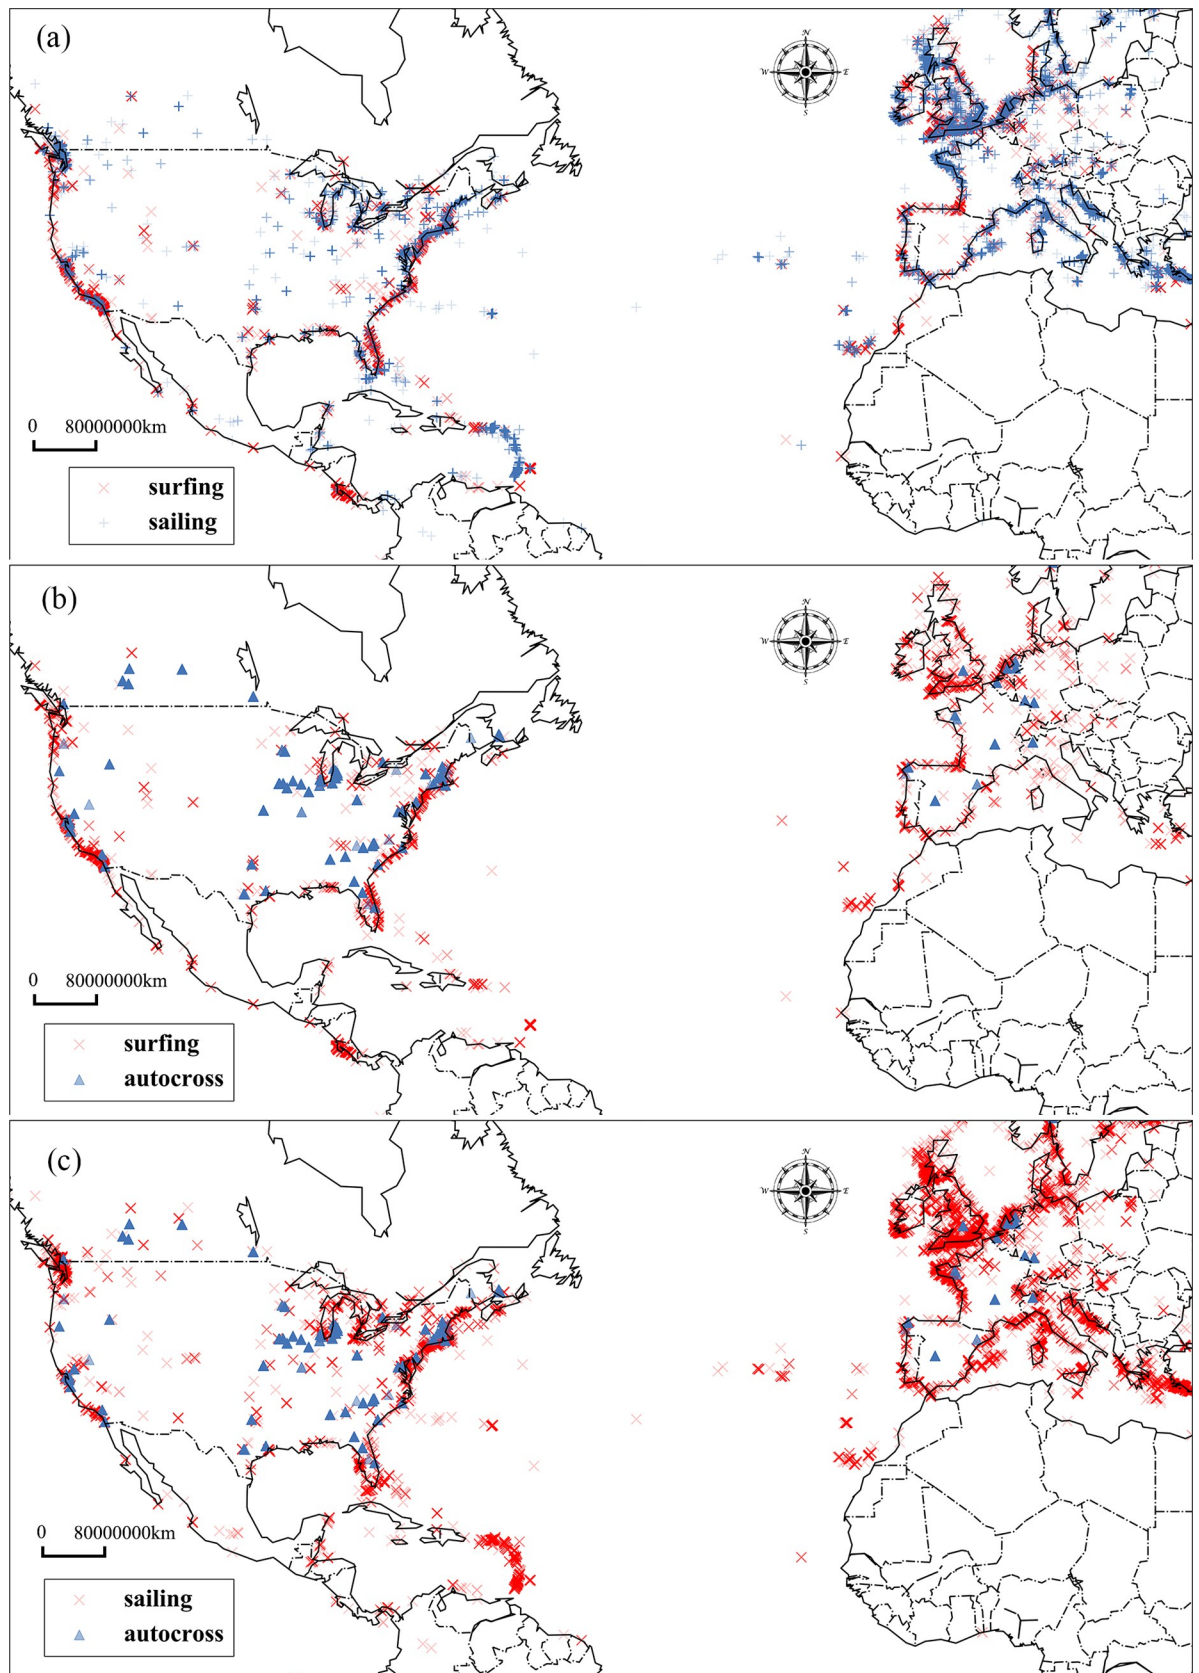 (a)
N
W E
S
0 80000000km
surfing
sailing
(b)
N
W E
S
0 80000000km
surfing
autocross
(c)
N
W E
S
0 80000000km
sailing
autocross